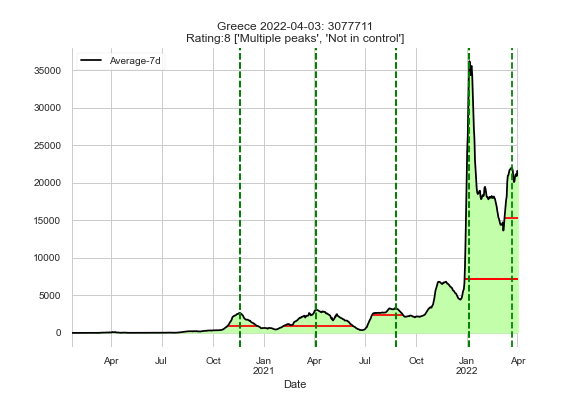 Greece 2022-04-03: 3077711
Rating:8 ['Multiple peaks', 'Not in control']
Average-7d
35000
30000
25000
20000
15000
10000
5000
0
Apr Jul Oct Jan Apr Jul Oct Jan Apr
2021 2022
Date